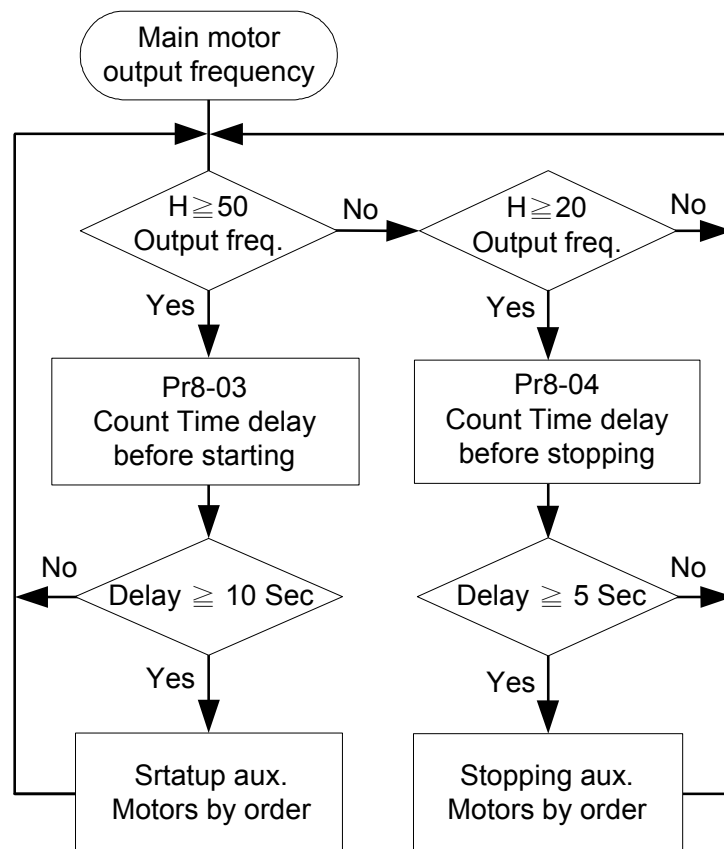 Main motor
output frequency
H≧50
Output freq.
No
H≧20
Output freq.
No
Yes
Yes
Pr8-03
Count Time delay
before starting
Pr8-04
Count Time delay
before stopping
No
Delay ≧ 10 Sec
Delay ≧ 5 Sec
No
Yes
Yes
Srtatup aux.
Motors by order
Stopping aux.
Motors by order